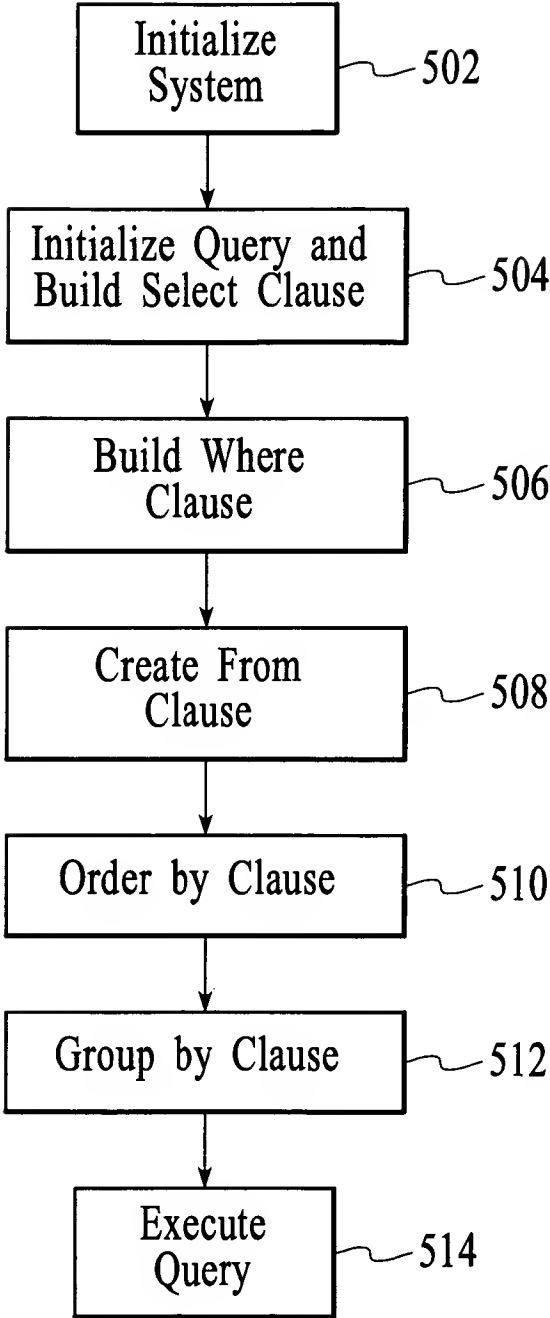 Initialize
System
502
Initialize Query and
Build Select Clause
504
Build Where
Clause
506
Create From
Clause
508
Order by Clause
510
Group by Clause
512
Execute
Query
514